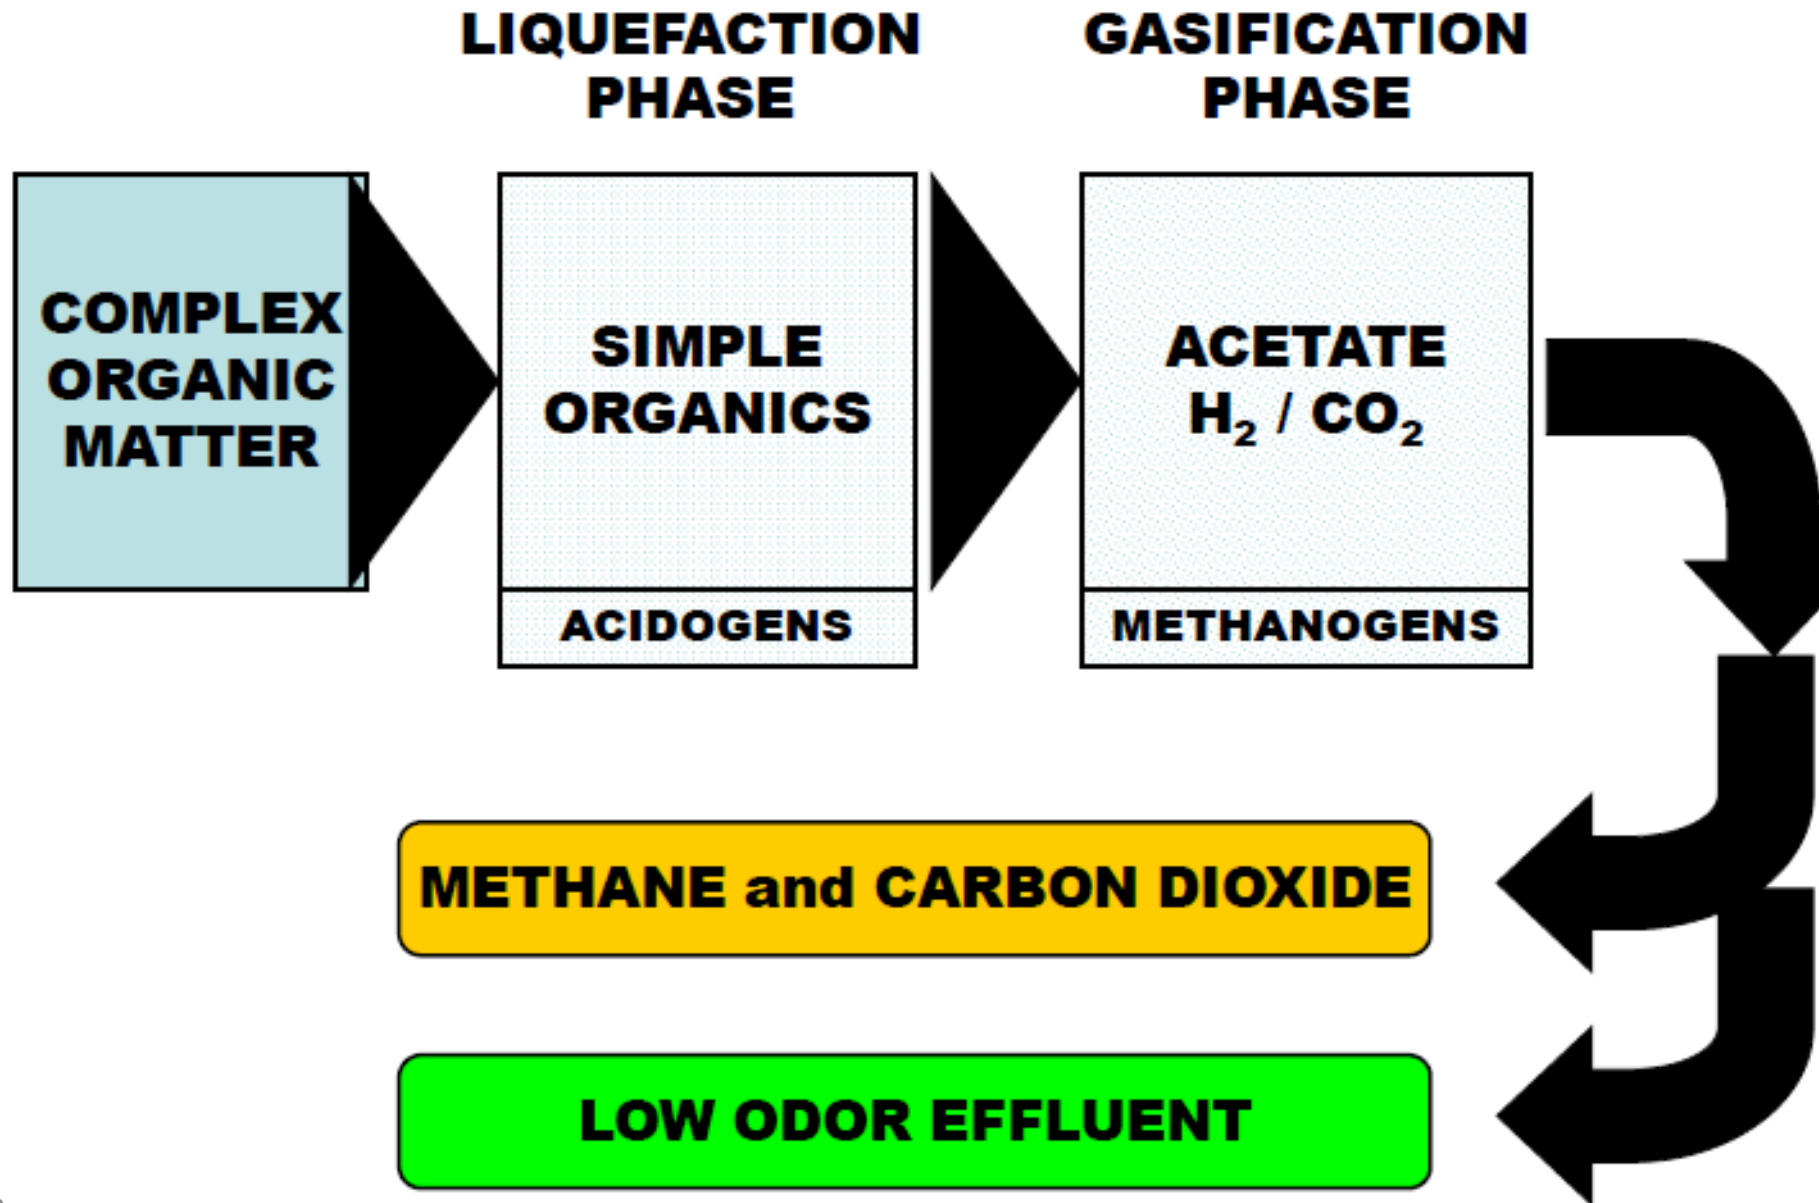 LIQUEFACTION
PHASE
GASIFICATION
PHASE
COMPLEX
ORGANIC
MATTER
SIMPLE
ORGANICS
ACIDOGENS
ACETATE
H₂ / CO₂
METHANOGENS
METHANE and CARBON DIOXIDE
LOW ODOR EFFLUENT